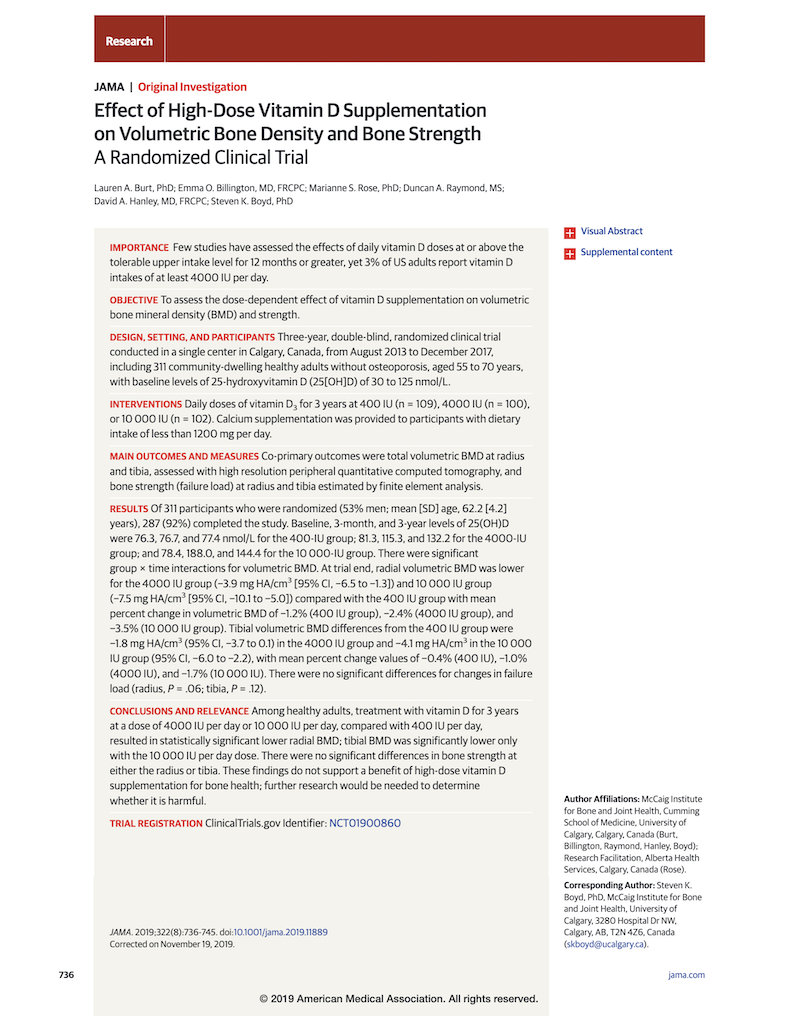 Research
JAMA | Original Investigation
Effect of High-Dose Vitamin D Supplementation
on Volumetric Bone Density and Bone Strength
A Randomized Clinical Trial
Lauren A. Burt, PhD; Emma O. Billington, MD, FRCPC; Marianne S. Rose, PhD; Duncan A. Raymond, MS;
David A. Hanley, MD, FRCPC; Steven K. Boyd, PhD
IMPORTANCE Few studies have assessed the effects of daily vitamin D doses at or above the
tolerable upper intake level for 12 months or greater, yet 3% of US adults report vitamin D
intakes of at least 4000 IU per day.
OBJECTIVE To assess the dose-dependent effect of vitamin D supplementation on volumetric
bone mineral density (BMD) and strength.
DESIGN, SETTING, AND PARTICIPANTS Three-year, double-blind, randomized clinical trial
conducted in a single center in Calgary, Canada, from August 2013 to December 2017,
including 311 community-dwelling healthy adults without osteoporosis, aged 55 to 70 years,
with baseline levels of 25-hydroxyvitamin D (25[OH]D) of 30 to 125 nmol/L.
INTERVENTIONS Daily doses of vitamin D₃ for 3 years at 400 IU (n = 109), 4000 IU (n = 100),
or 10 000 IU (n = 102). Calcium supplementation was provided to participants with dietary
intake of less than 1200 mg per day.
MAIN OUTCOMES AND MEASURES Co-primary outcomes were total volumetric BMD at radius
and tibia, assessed with high resolution peripheral quantitative computed tomography, and
bone strength (failure load) at radius and tibia estimated by finite element analysis.
RESULTS Of 311 participants who were randomized (53% men; mean [SD] age, 62.2 [4.2]
years), 287 (92%) completed the study. Baseline, 3-month, and 3-year levels of 25(OH)D
were 76.3, 76.7, and 77.4 nmol/L for the 400-IU group; 81.3, 115.3, and 132.2 for the 4000-IU
group; and 78.4, 188.0, and 144.4 for the 10 000-IU group. There were significant
group × time interactions for volumetric BMD. At trial end, radial volumetric BMD was lower
for the 4000 IU group (−3.9 mg HA/cm³ [95% CI, −6.5 to −1.3]) and 10 000 IU group
(−7.5 mg HA/cm³ [95% CI, −10.1 to −5.0]) compared with the 400 IU group with mean
percent change in volumetric BMD of −1.2% (400 IU group), −2.4% (4000 IU group), and
−3.5% (10 000 IU group). Tibial volumetric BMD differences from the 400 IU group were
−1.8 mg HA/cm³ (95% CI, −3.7 to 0.1) in the 4000 IU group and −4.1 mg HA/cm³ in the 10 000
IU group (95% CI, −6.0 to −2.2), with mean percent change values of −0.4% (400 IU), −1.0%
(4000 IU), and −1.7% (10 000 IU). There were no significant differences for changes in failure
load (radius, P = .06; tibia, P = .12).
CONCLUSIONS AND RELEVANCE Among healthy adults, treatment with vitamin D for 3 years
at a dose of 4000 IU per day or 10 000 IU per day, compared with 400 IU per day,
resulted in statistically significant lower radial BMD; tibial BMD was significantly lower only
with the 10 000 IU per day dose. There were no significant differences in bone strength at
either the radius or tibia. These findings do not support a benefit of high-dose vitamin D
supplementation for bone health; further research would be needed to determine
whether it is harmful.
TRIAL REGISTRATION ClinicalTrials.gov Identifier: NCT01900860
JAMA. 2019;322(8):736-745. doi:10.1001/jama.2019.11889
Corrected on November 19, 2019.
Visual Abstract
Supplemental content
Author Affiliations: McCaig Institute
for Bone and Joint Health, Cumming
School of Medicine, University of
Calgary, Calgary, Canada (Burt,
Billington, Raymond, Hanley, Boyd);
Research Facilitation, Alberta Health
Services, Calgary, Canada (Rose).
Corresponding Author: Steven K.
Boyd, PhD, McCaig Institute for Bone
and Joint Health, University of
Calgary, 3280 Hospital Dr NW,
Calgary, AB, T2N 4Z6, Canada
(skboyd@ucalgary.ca).
736
jama.com
© 2019 American Medical Association. All rights reserved.